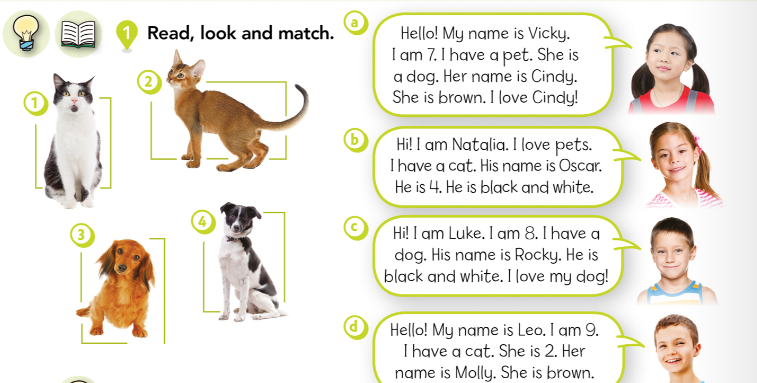 1 Read, look and match.
1
2
3
4
a
Hello! My name is Vicky.
I am 7. I have a pet. She is
a dog. Her name is Cindy.
She is brown. I love Cindy!
b
Hi! I am Natalia. I love pets.
I have a cat. His name is Oscar.
He is 4. He is black and white.
c
Hi! I am Luke. I am 8. I have a
dog. His name is Rocky. He is
black and white. I love my dog!
d
Hello! My name is Leo. I am 9.
I have a cat. She is 2. Her
name is Molly. She is brown.